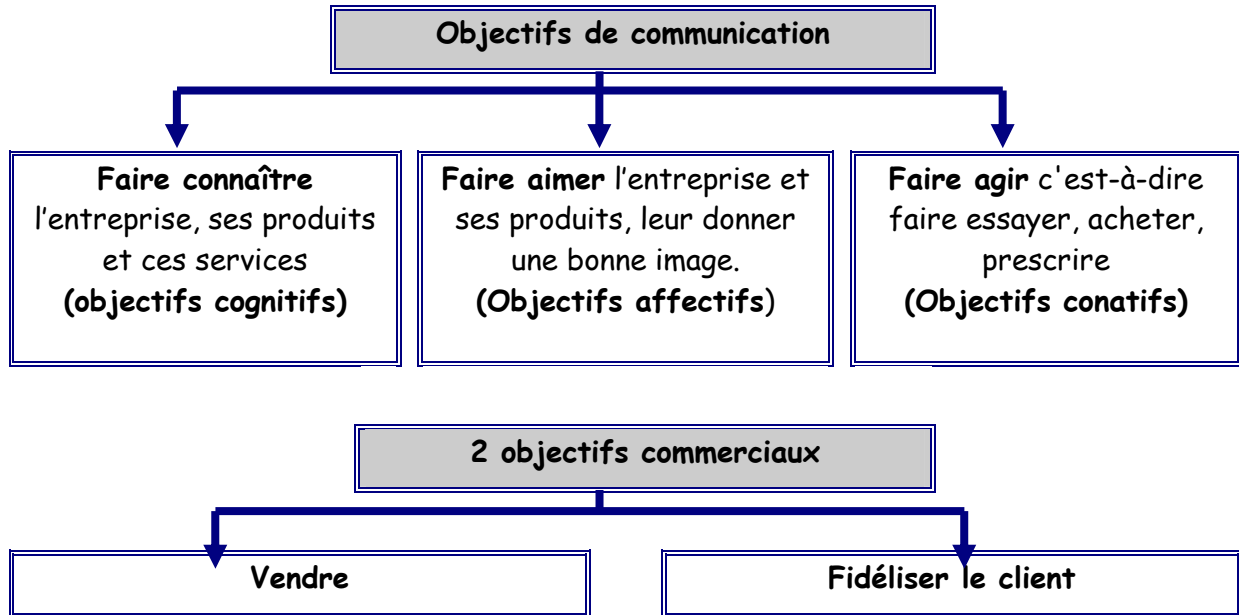 Objectifs de communication
Faire connaître
l’entreprise, ses produits
et ces services
(objectifs cognitifs)
Faire aimer l’entreprise et
ses produits, leur donner
une bonne image.
(Objectifs affectifs)
Faire agir c'est-à-dire
faire essayer, acheter,
prescrire
(Objectifs conatifs)
2 objectifs commerciaux
Vendre
Fidéliser le client